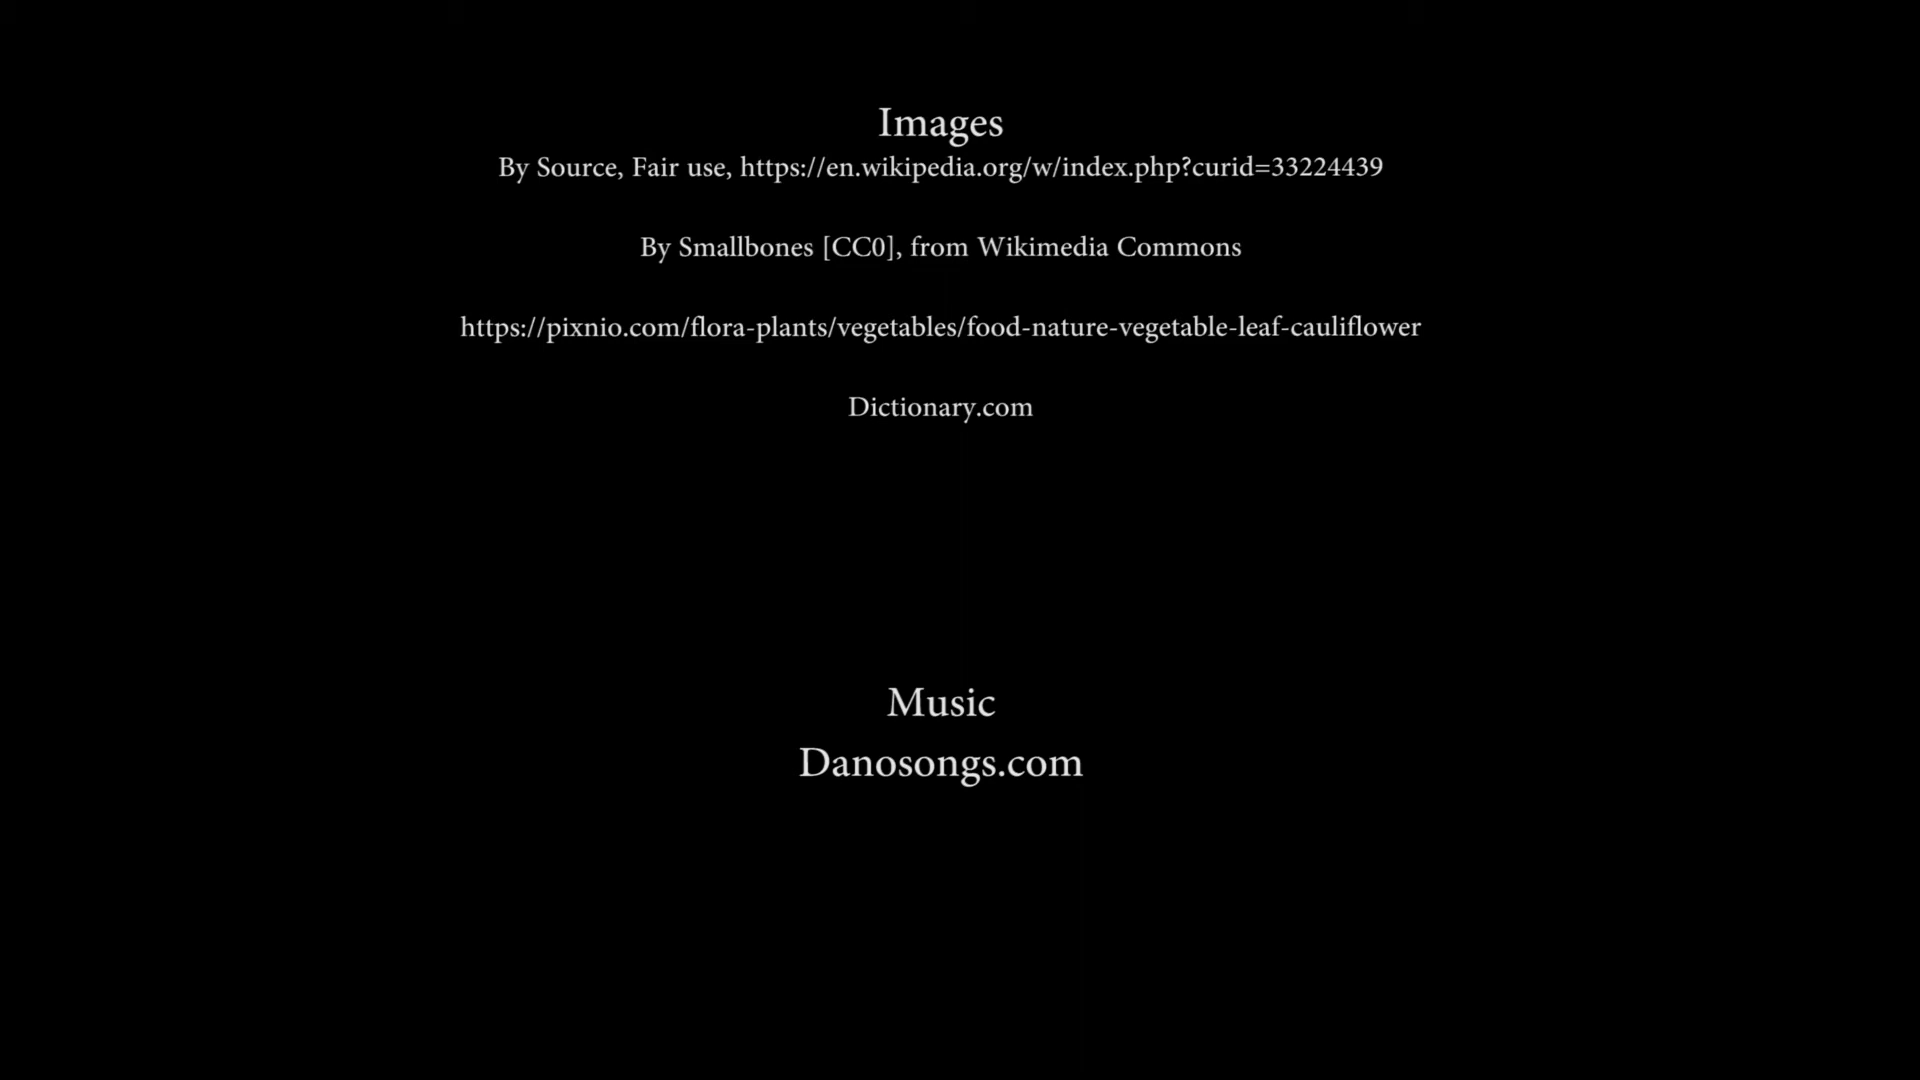 Images
By Source, Fair use, https://en.wikipedia.org/w/index.php?curid=33224439
By Smallbones [CC0], from Wikimedia Commons
https://pixnio.com/flora-plants/vegetables/food-nature-vegetable-leaf-cauliflower
Dictionary.com
Music
Danosongs.com